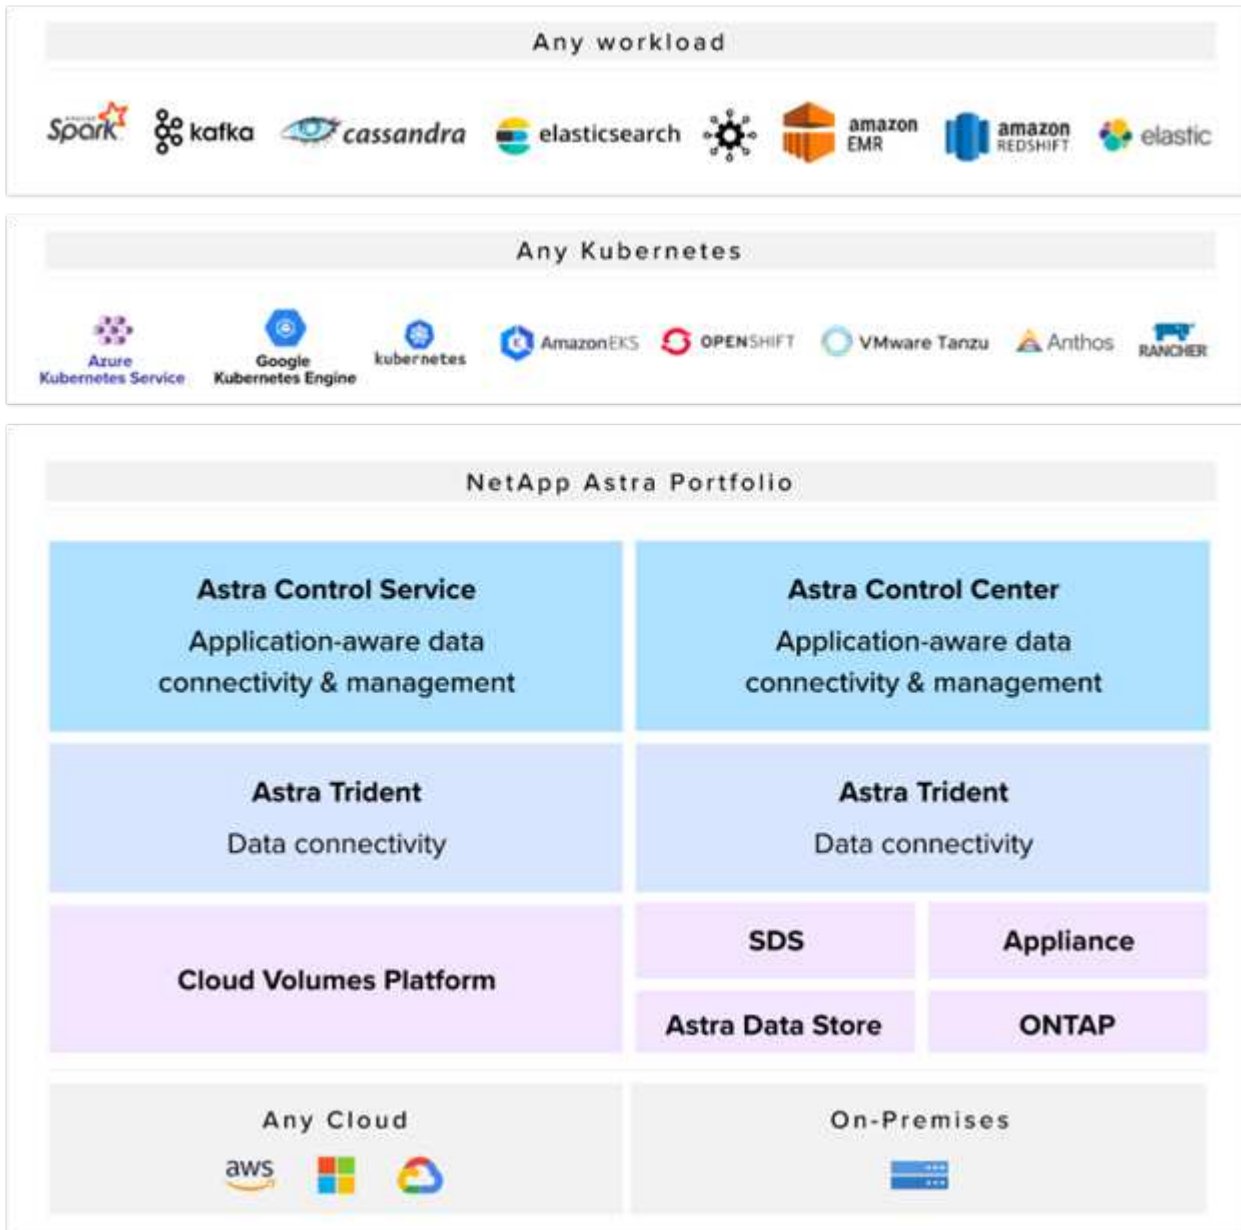 Any workload
APACHE
Spark
kafka
cassandra
elasticsearch
amazon
EMR
amazon
REDSHIFT
elastic
Any Kubernetes
Azure
Kubernetes Service
Google
Kubernetes Engine
kubernetes
Amazon EKS
OPENSHIFT
VMware Tanzu
Anthos
RANCHER
NetApp Astra Portfolio
Astra Control Service
Application-aware data
connectivity & management
Astra Control Center
Application-aware data
connectivity & management
Astra Trident
Data connectivity
Astra Trident
Data connectivity
Cloud Volumes Platform
SDS
Appliance
Astra Data Store
ONTAP
Any Cloud
aws
On-Premises